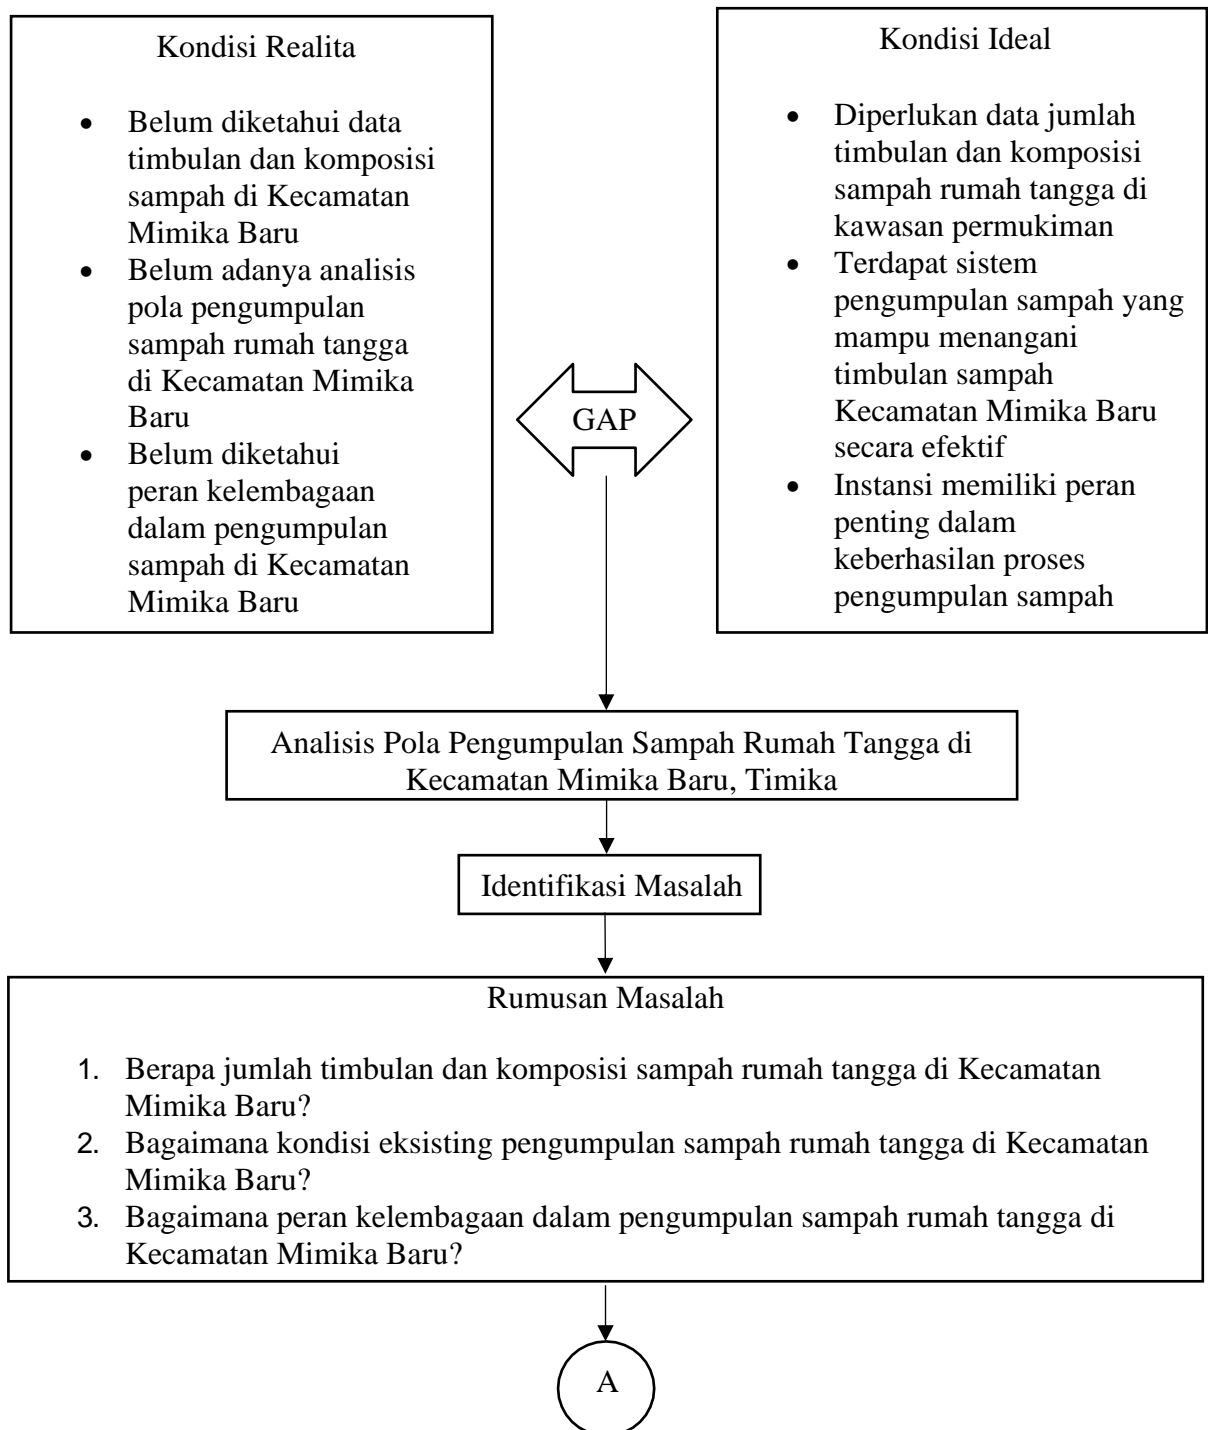 Kondisi Realita
• Belum diketahui data
timbulan dan komposisi
sampah di Kecamatan
Mimika Baru
• Belum adanya analisis
pola pengumpulan
sampah rumah tangga
di Kecamatan Mimika
Baru
• Belum diketahui
peran kelembagaan
dalam pengumpulan
sampah di Kecamatan
Mimika Baru
GAP
Kondisi Ideal
• Diperlukan data jumlah
timbulan dan komposisi
sampah rumah tangga di
kawasan permukiman
• Terdapat sistem
pengumpulan sampah yang
mampu menangani
timbulan sampah
Kecamatan Mimika Baru
secara efektif
• Instansi memiliki peran
penting dalam
keberhasilan proses
pengumpulan sampah
Analisis Pola Pengumpulan Sampah Rumah Tangga di
Kecamatan Mimika Baru, Timika
Identifikasi Masalah
Rumusan Masalah
1. Berapa jumlah timbulan dan komposisi sampah rumah tangga di Kecamatan
Mimika Baru?
2. Bagaimana kondisi eksisting pengumpulan sampah rumah tangga di Kecamatan
Mimika Baru?
3. Bagaimana peran kelembagaan dalam pengumpulan sampah rumah tangga di
Kecamatan Mimika Baru?
A